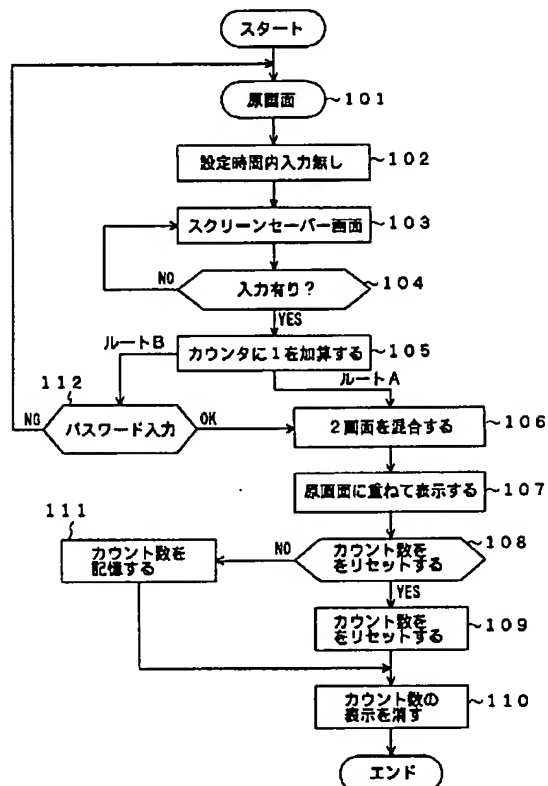 スタート
原画面
101
設定時間内入力無し
102
スクリーンセーバー画面
103
NO
入力有り?
104
YES
ルートB
カウンタに1を加算する
105
ルートA
112
NG
パスワード入力
OK
2画面を混合する
106
原画面に重ねて表示する
107
111
カウント数を
記憶する
NO
カウント数を
をリセットする
108
YES
カウント数を
をリセットする
109
カウント数の
表示を消す
110
エンド